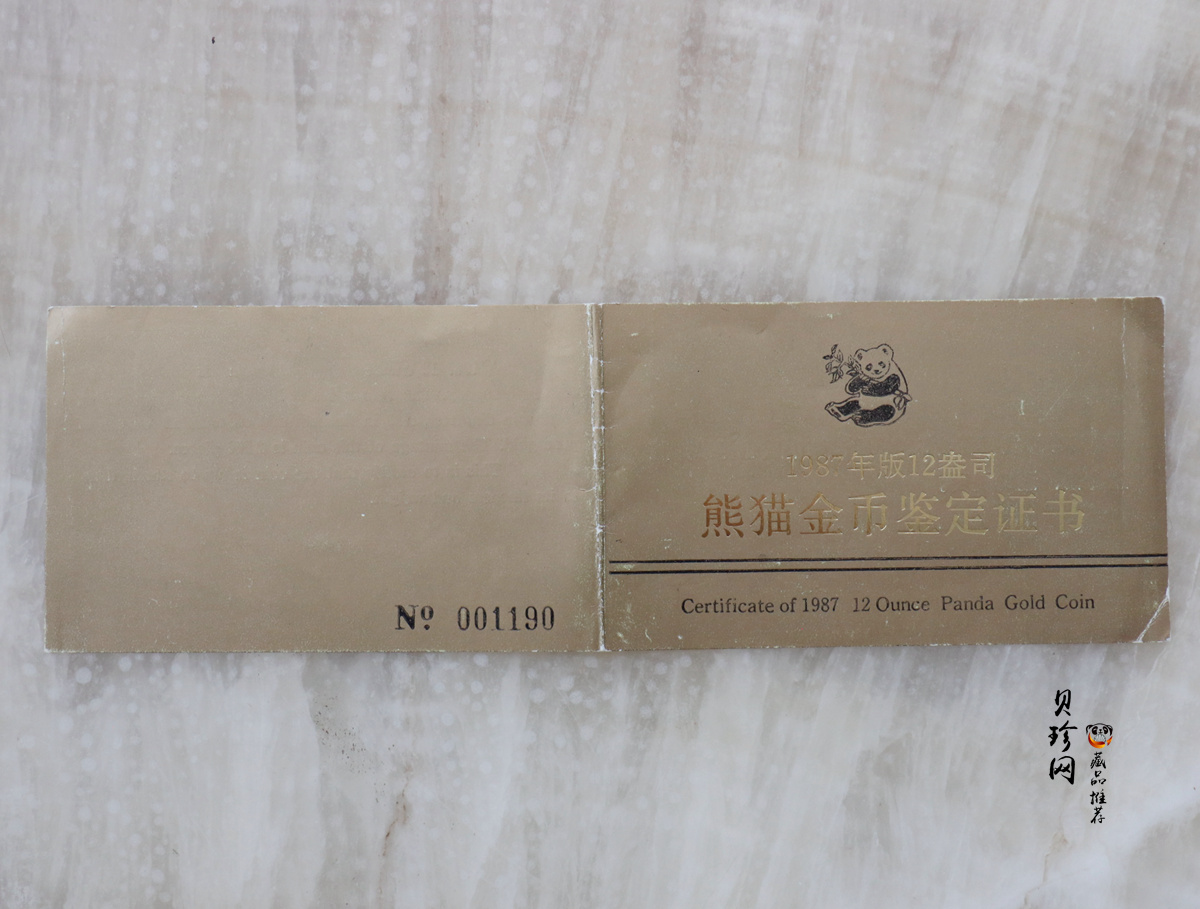 1987年版12盎司
熊猫金币鉴定证书
Certificate of 1987 12 Ounce Panda Gold Coin
Nº 001190
贝珍网
藏品推荐